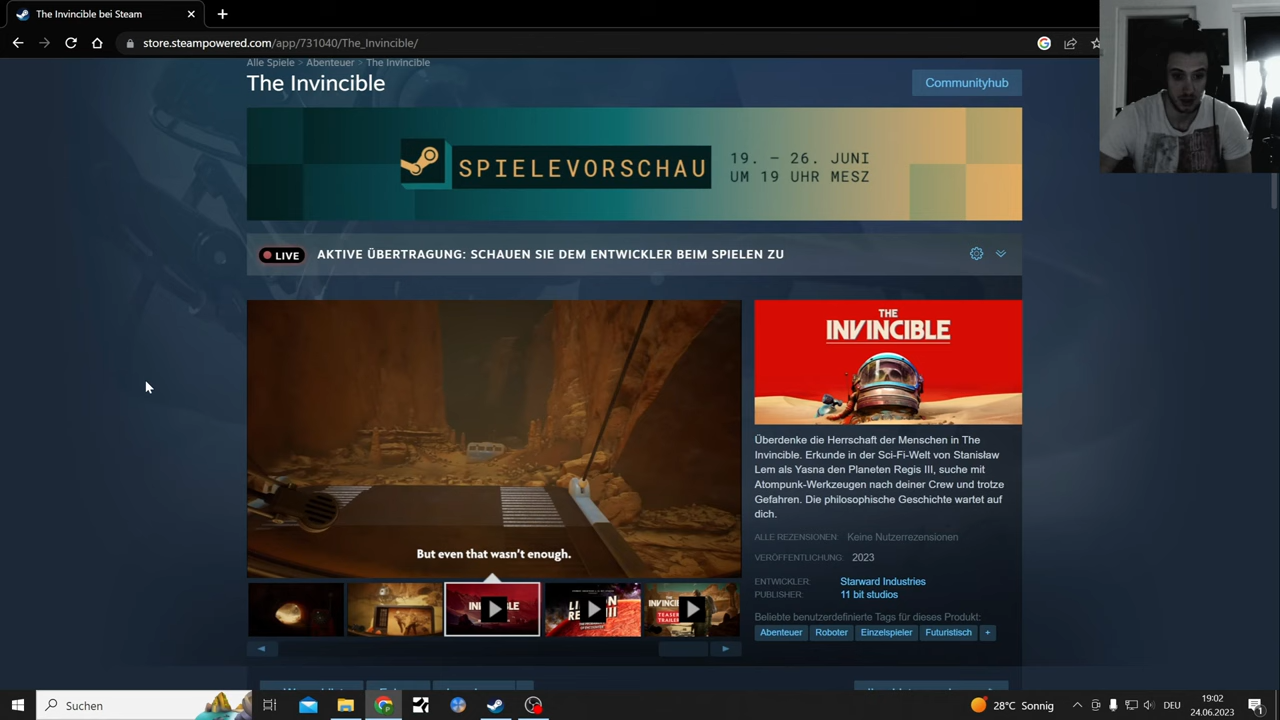 The Invincible bei Steam
store.steampowered.com/app/731040/The_Invincible/
Alle Spiele > Abenteuer > The Invincible
The Invincible
Communityhub
SPIELEVORSCHAU
19. – 26. JUNI
UM 19 UHR MESZ
LIVE
AKTIVE ÜBERTRAGUNG: SCHAUEN SIE DEM ENTWICKLER BEIM SPIELEN ZU
THE
INVINCIBLE
Überdenke die Herrschaft der Menschen in The
Invincible. Erkunde in der Sci-Fi-Welt von Stanisław
Lem als Yasna den Planeten Regis III, suche mit
Atompunk-Werkzeugen nach deiner Crew und trotze
Gefahren. Die philosophische Geschichte wartet auf
dich.
ALLE REZENSIONEN: Keine Nutzerrezensionen
VERÖFFENTLICHUNG: 2023
ENTWICKLER: Starward Industries
PUBLISHER: 11 bit studios
Beliebte benutzerdefinierte Tags für dieses Produkt:
Abenteuer Roboter Einzelspieler Futuristisch +
But even that wasn't enough.
TEASER
TRAILER
Suchen
28°C Sonnig
DEU
19:02
24.06.2023
1